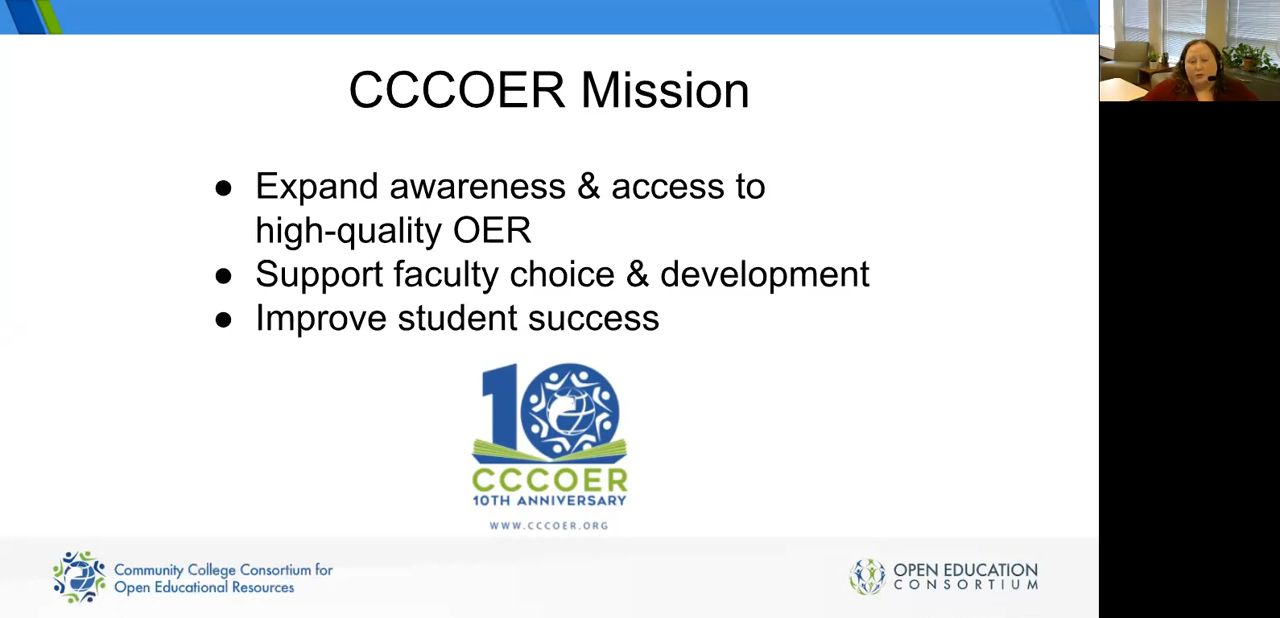 CCCOER Mission
● Expand awareness & access to
high-quality OER
● Support faculty choice & development
● Improve student success
10
CCCOER
10TH ANNIVERSARY
WWW.CCCOER.ORG
Community College Consortium for
Open Educational Resources
OPEN EDUCATION
CONSORTIUM